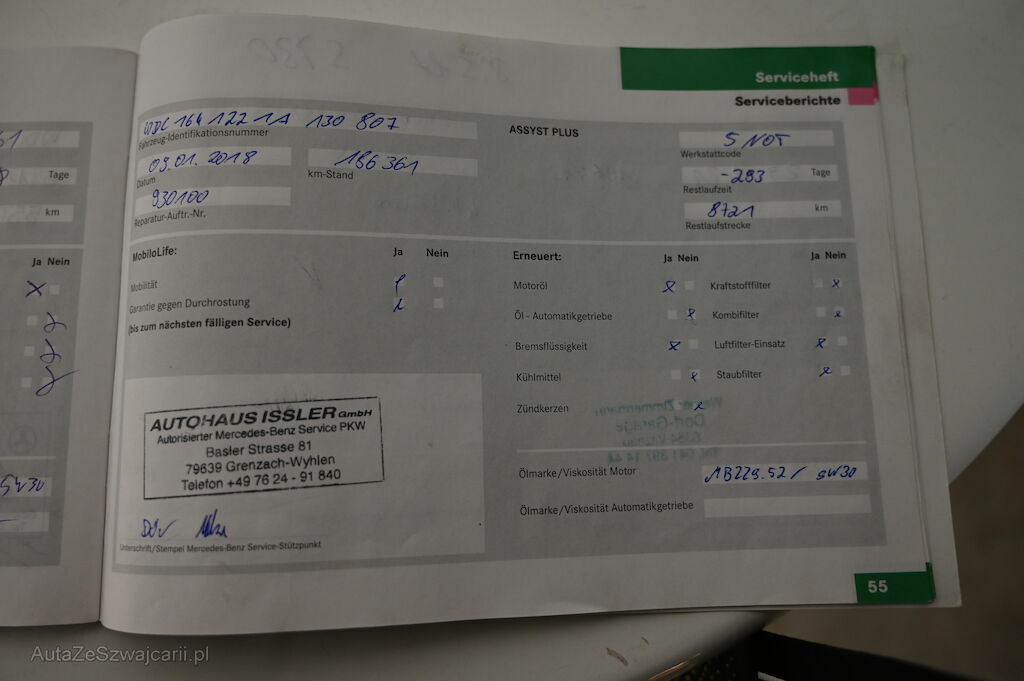 Serviceheft
Serviceberichte
WDC 164 122 1A 130 807
Fahrzeug-Identifikationsnummer
09.01.2018
Datum
186 361
km-Stand
930100
Reparatur-Auftr.-Nr.
ASSYST PLUS
5 NOT
Werkstattcode
-293 Tage
Restlaufzeit
8721 km
Restlaufstrecke
Tage
km
Ja Nein
5W30
MobiloLife: Ja Nein
Mobilität
Garantie gegen Durchrostung
(bis zum nächsten fälligen Service)
Erneuert: Ja Nein Ja Nein
Motoröl Kraftstofffilter
Öl - Automatikgetriebe Kombifilter
Bremsflüssigkeit Luftfilter-Einsatz
Kühlmittel Staubfilter
Zündkerzen
Ölmarke/Viskosität Motor MB229.52 / 5W30
Ölmarke/Viskosität Automatikgetriebe
AUTOHAUS ISSLER GmbH
Autorisierter Mercedes-Benz Service PKW
Basler Strasse 81
79639 Grenzach-Wyhlen
Telefon +49 76 24 - 91 840
Unterschrift/Stempel Mercedes-Benz Service-Stützpunkt
55
AutaZeSzwajcarii.pl